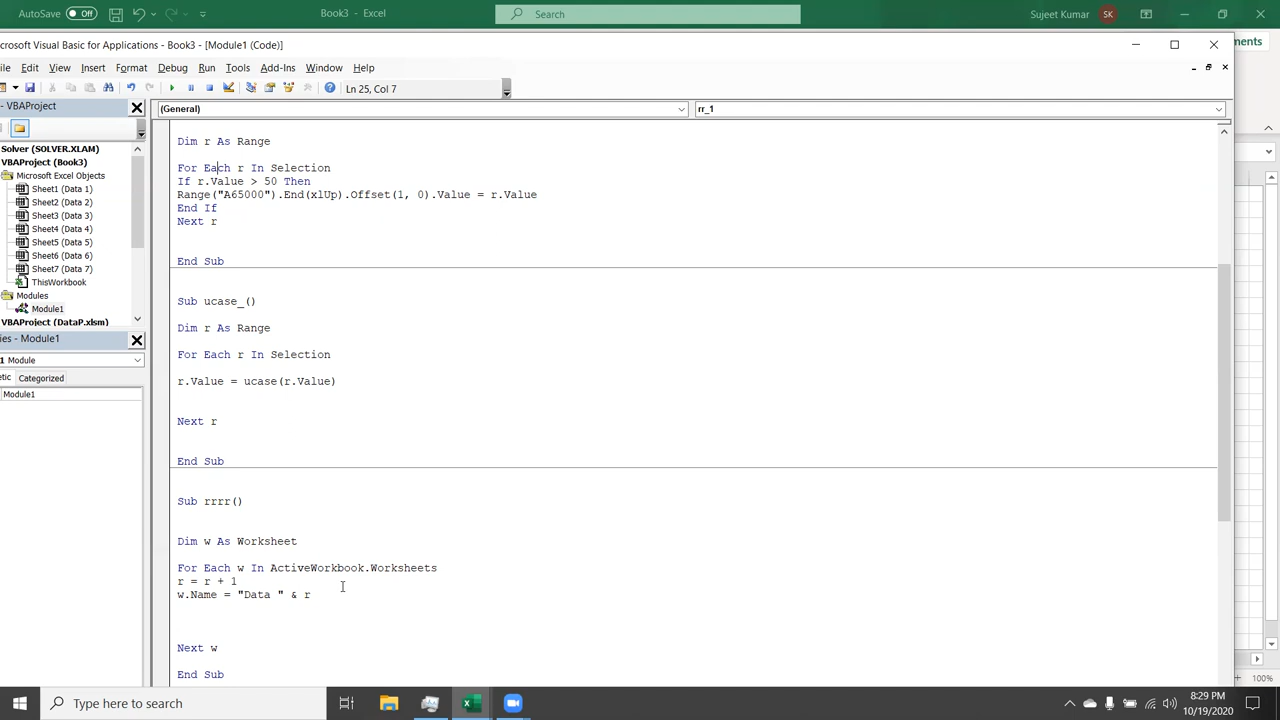 AutoSave Off
Book3 - Excel
Search
Sujeet Kumar SK
ments
crosoft Visual Basic for Applications - Book3 - [Module1 (Code)]
ile Edit View Insert Format Debug Run Tools Add-Ins Window Help
Ln 25, Col 7
- VBAProject
(General)
rr_1
Solver (SOLVER.XLAM)
VBAProject (Book3)
Microsoft Excel Objects
Sheet1 (Data 1)
Sheet2 (Data 2)
Sheet3 (Data 3)
Sheet4 (Data 4)
Sheet5 (Data 5)
Sheet6 (Data 6)
Sheet7 (Data 7)
ThisWorkbook
Modules
Module1
VBAProject (DataP.xlsm)
ies - Module1
1 Module
etic Categorized
Module1
Dim r As Range
For Each r In Selection
If r.Value > 50 Then
Range("A65000").End(xlUp).Offset(1, 0).Value = r.Value
End If
Next r
End Sub
Sub ucase_()
Dim r As Range
For Each r In Selection
r.Value = ucase(r.Value)
Next r
End Sub
Sub rrrr()
Dim w As Worksheet
For Each w In ActiveWorkbook.Worksheets
r = r + 1
w.Name = "Data " & r
Next w
End Sub
100%
Type here to search
8:29 PM
10/19/2020